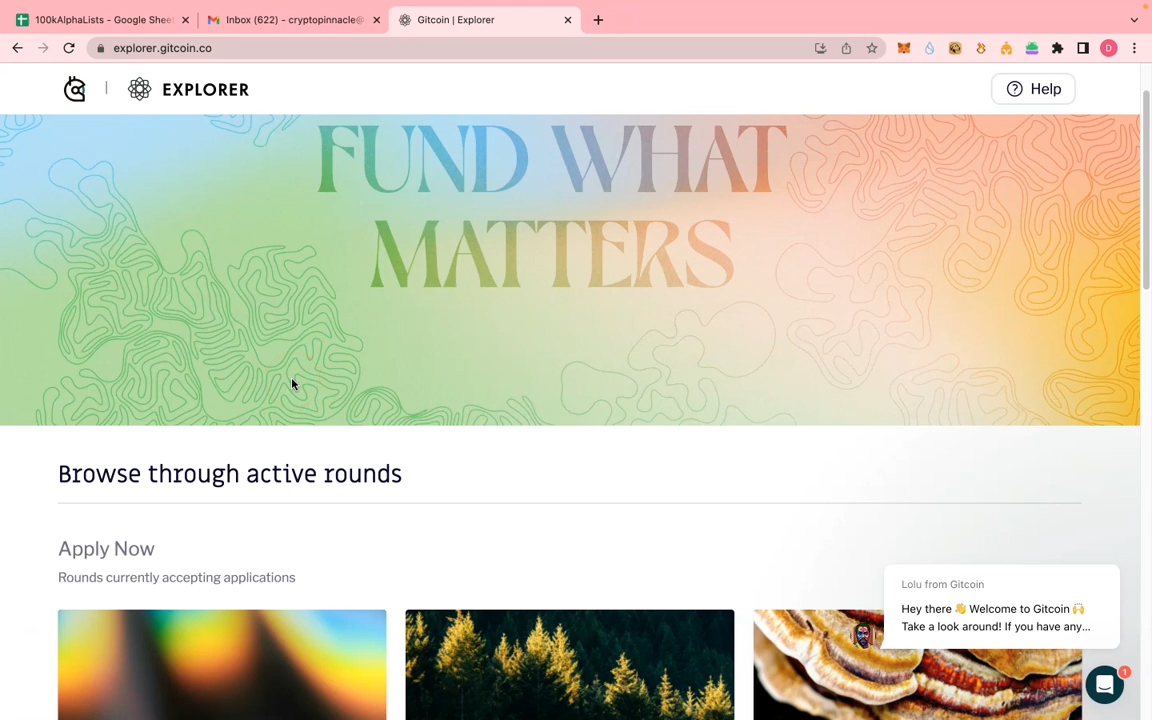 100kAlphaLists - Google Shee
Inbox (622) - cryptopinnacle@
Gitcoin | Explorer
explorer.gitcoin.co
D
EXPLORER
Help
FUND WHAT
MATTERS
Browse through active rounds
Apply Now
Rounds currently accepting applications
Lolu from Gitcoin
Hey there 👋 Welcome to Gitcoin 🙌
Take a look around! If you have any...
1